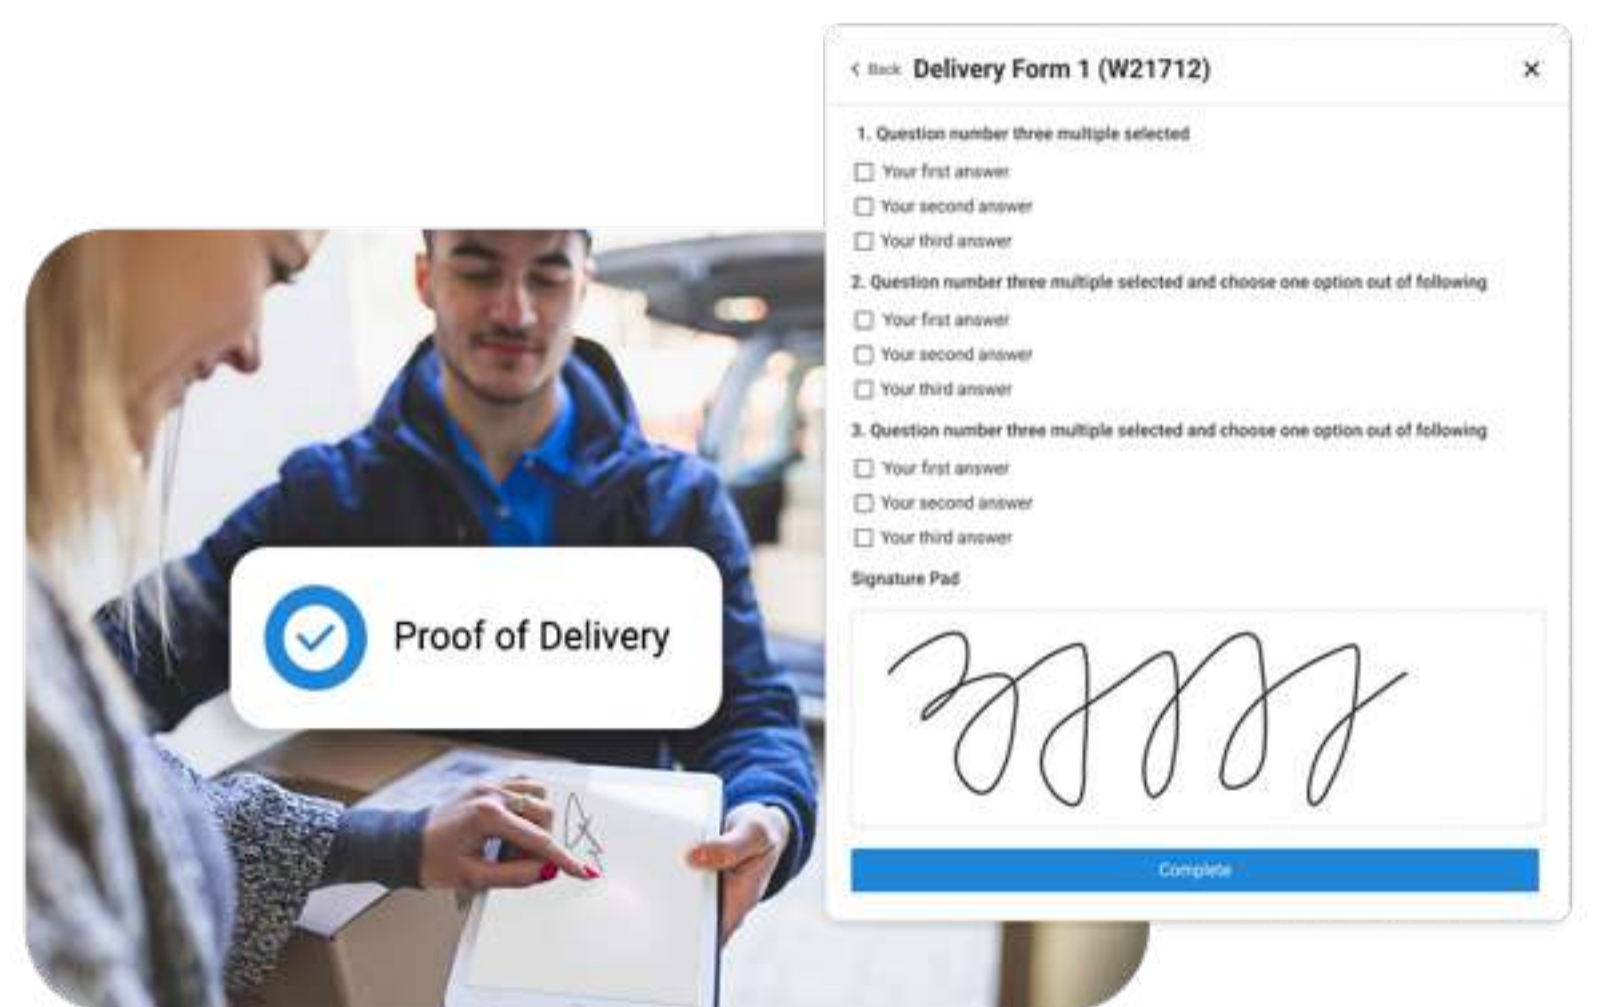 Back Delivery Form 1 (W21712)
1. Question number three multiple selected
Your first answer
Your second answer
Your third answer
2. Question number three multiple selected and choose one option out of following
Your first answer
Your second answer
Your third answer
3. Question number three multiple selected and choose one option out of following
Your first answer
Your second answer
Your third answer
Signature Pad
Complete
Proof of Delivery